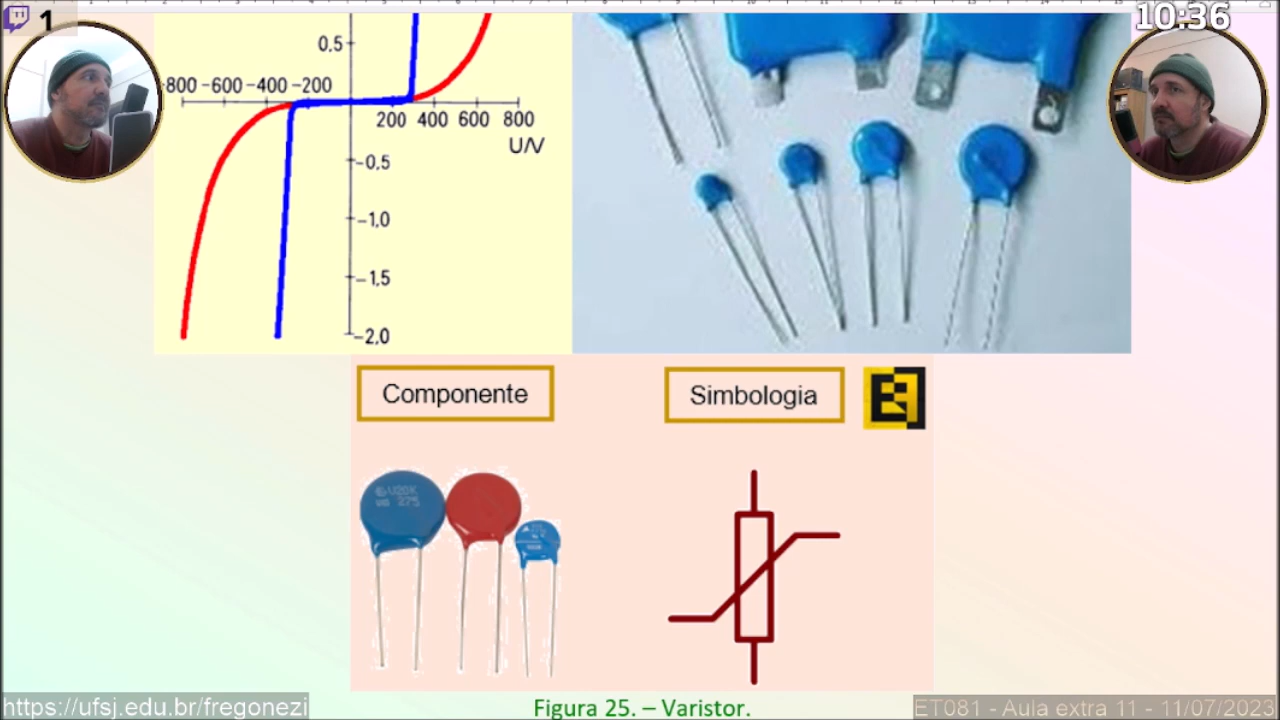 1
10:36
0.5
-800 -600 -400 -200
200 400 600 800
U/V
-0.5
-1,0
-1,5
-2,0
Componente
Simbologia
U20K
275
https://ufsj.edu.br/fregonezi
Figura 25. – Varistor.
ET081 - Aula extra 11 - 11/07/2023